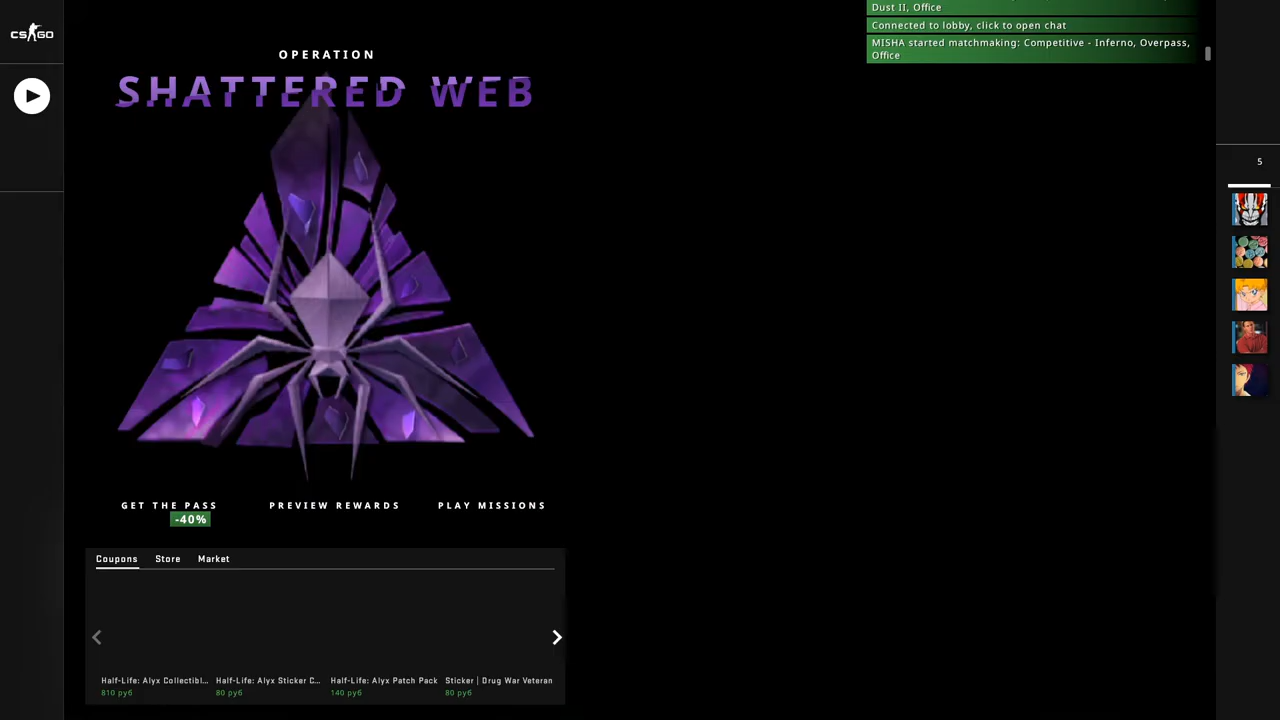 CS GO
OPERATION
SHATTERED WEB
GET THE PASS
-40%
PREVIEW REWARDS
PLAY MISSIONS
Coupons
Store
Market
Half-Life: Alyx Collectibl...
810 руб
Half-Life: Alyx Sticker C...
80 руб
Half-Life: Alyx Patch Pack
140 руб
Sticker | Drug War Veteran
80 руб
Dust II, Office
Connected to lobby, click to open chat
MISHA started matchmaking: Competitive - Inferno, Overpass,
Office
5